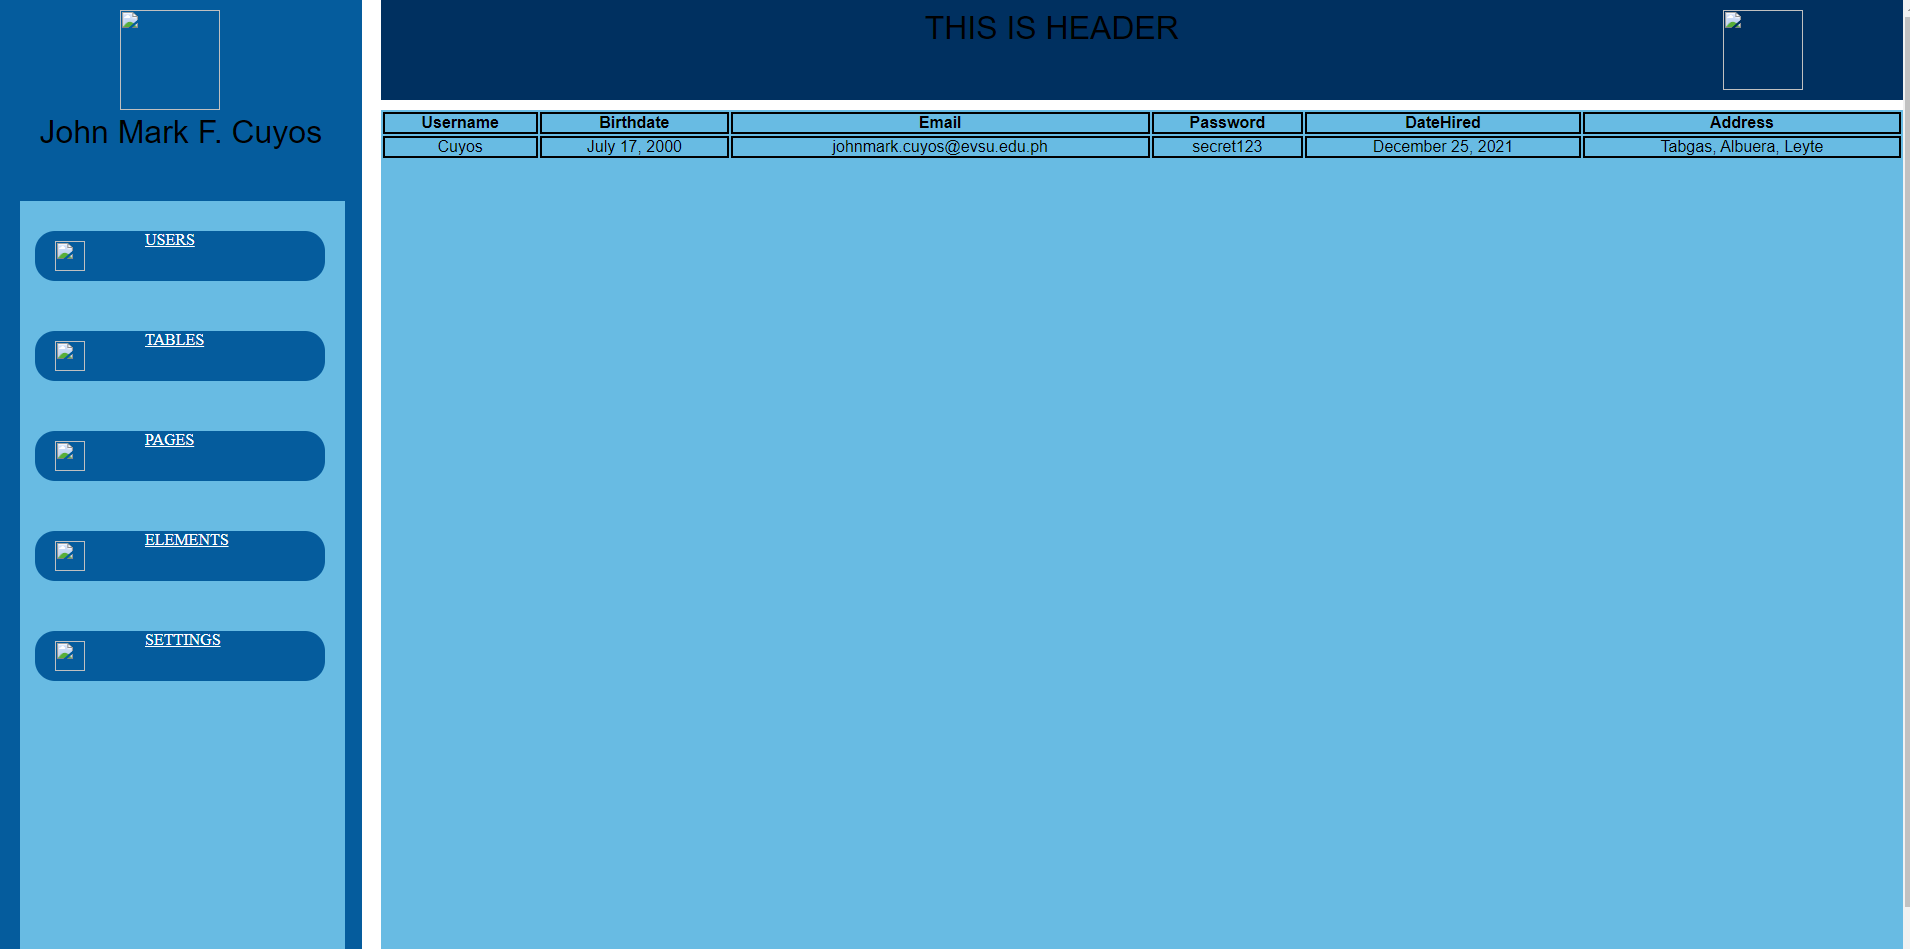 John Mark F. Cuyos
USERS
TABLES
PAGES
ELEMENTS
SETTINGS
THIS IS HEADER
Username Birthdate Email Password DateHired Address
Cuyos July 17, 2000 johnmark.cuyos@evsu.edu.ph secret123 December 25, 2021 Tabgas, Albuera, Leyte